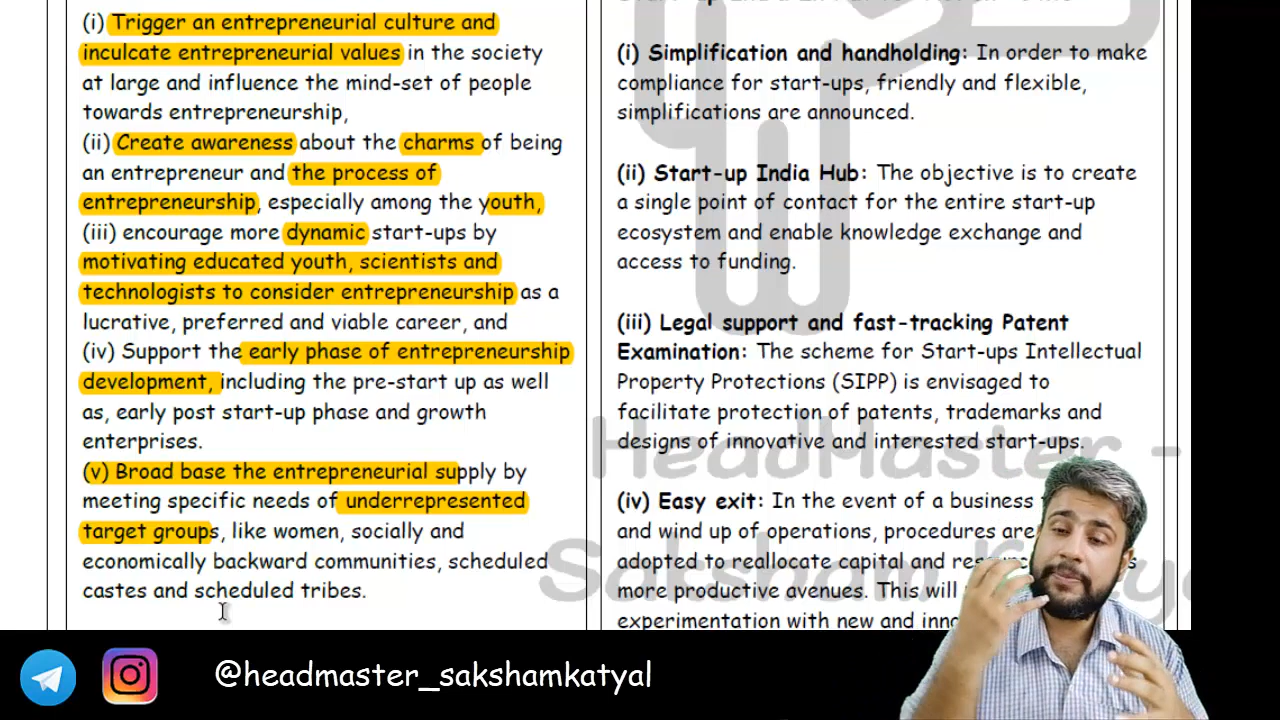 (i) Trigger an entrepreneurial culture and
inculcate entrepreneurial values in the society
at large and influence the mind-set of people
towards entrepreneurship,
(ii) Create awareness about the charms of being
an entrepreneur and the process of
entrepreneurship, especially among the youth,
(iii) encourage more dynamic start-ups by
motivating educated youth, scientists and
technologists to consider entrepreneurship as a
lucrative, preferred and viable career, and
(iv) Support the early phase of entrepreneurship
development, including the pre-start up as well
as, early post start-up phase and growth
enterprises.
(v) Broad base the entrepreneurial supply by
meeting specific needs of underrepresented
target groups, like women, socially and
economically backward communities, scheduled
castes and scheduled tribes.
(i) Simplification and handholding: In order to make
compliance for start-ups, friendly and flexible,
simplifications are announced.
(ii) Start-up India Hub: The objective is to create
a single point of contact for the entire start-up
ecosystem and enable knowledge exchange and
access to funding.
(iii) Legal support and fast-tracking Patent
Examination: The scheme for Start-ups Intellectual
Property Protections (SIPP) is envisaged to
facilitate protection of patents, trademarks and
designs of innovative and interested start-ups.
(iv) Easy exit: In the event of a business
and wind up of operations, procedures are
adopted to reallocate capital and
more productive avenues. This will
experimentation with new and
HeadMaster -
Saksham
@headmaster_sakshamkatyal